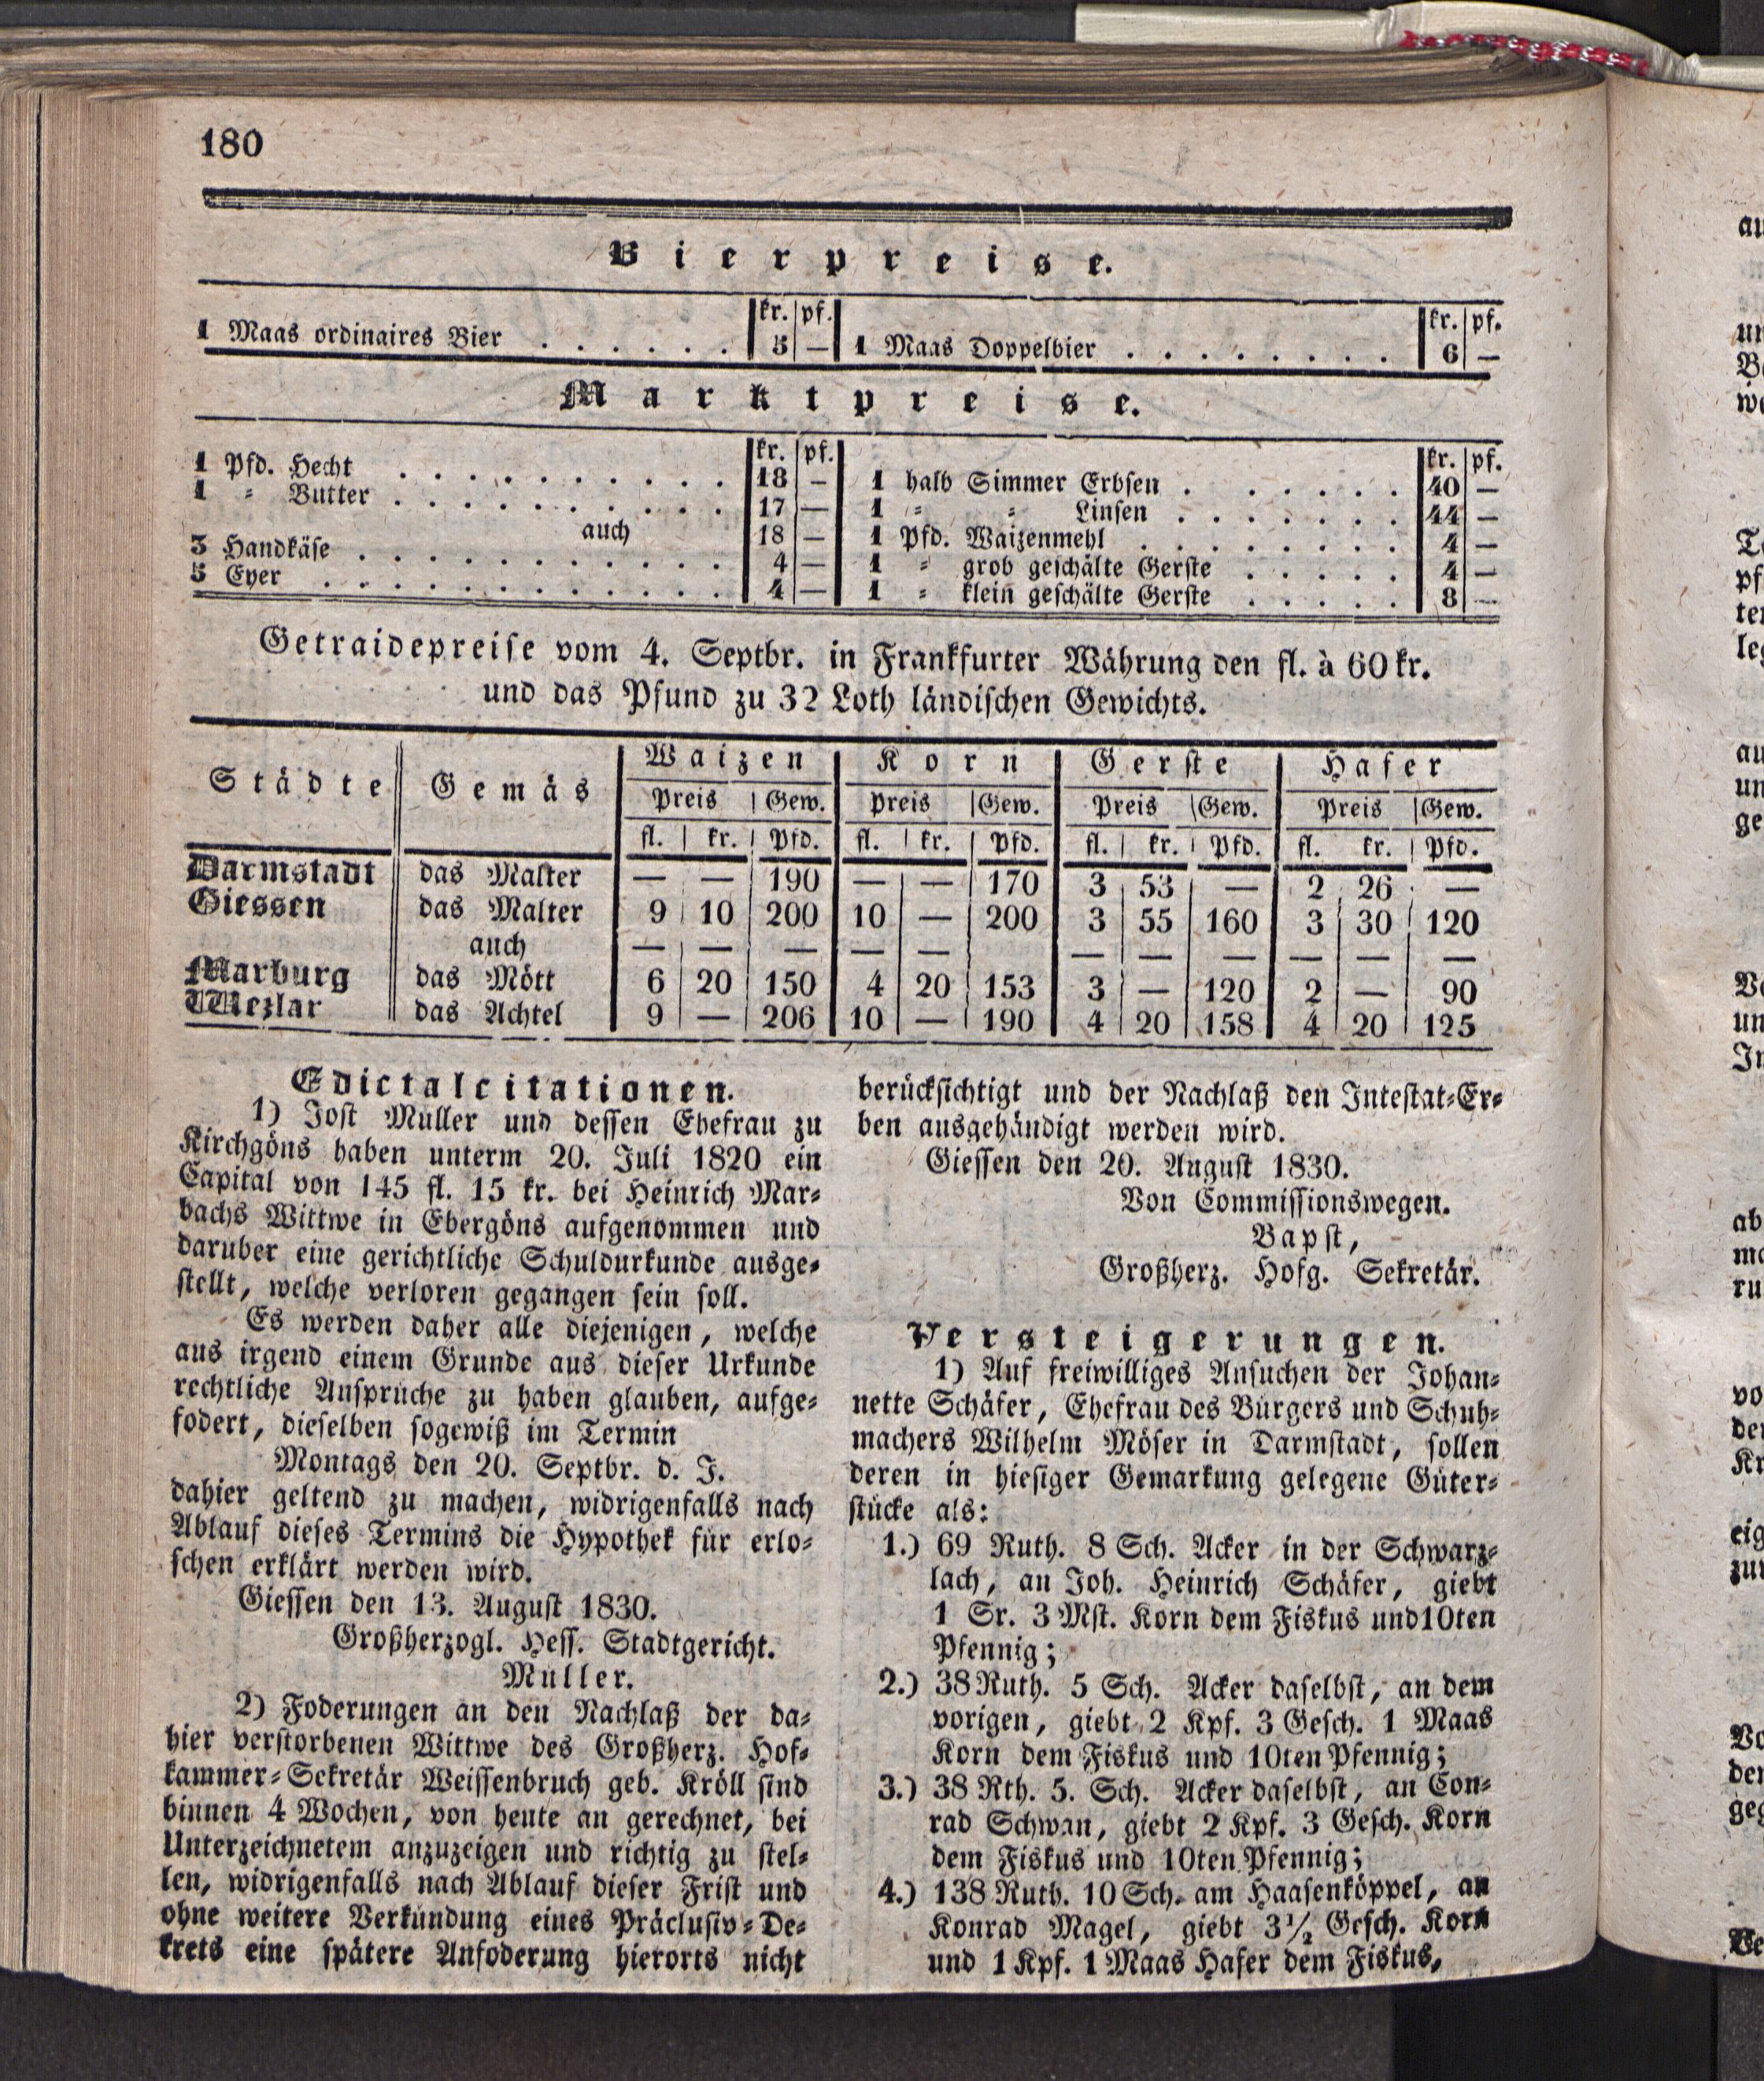 180
Bierpreise.
kr. pf. kr. pf.
1 Maas ordinaires Bier . . . . . . 5 — 1 Maas Doppelbier . . . . . . . . 6 —
Marktpreise.
kr. pf. kr. pf.
1 Pfd. Hecht . . . . . . . . . . 18 — 1 halb Simmer Erbsen . . . . . . 40 —
1 = Butter . . . . . . . . . . 17 — 1 = = Linsen . . . . . . . 44 —
auch 18 — 1 Pfd. Waizenmehl . . . . . . . . 4 —
3 Handkäse . . . . . . . . . . . 4 — 1 = grob geschälte Gerste . . . . . 4 —
5 Eyer . . . . . . . . . . . . 4 — 1 = klein geschälte Gerste . . . . . 8 —
Getraidepreise vom 4. Septbr. in Frankfurter Währung den fl. à 60 kr.
und das Pfund zu 32 Loth ländischen Gewichts.
Städte Gemäs Waizen Korn Gerste Hafer
Preis Gew. Preis Gew. Preis Gew. Preis Gew.
fl. kr. Pfd. fl. kr. Pfd. fl. kr. Pfd. fl. kr. Pfd.
Darmstadt das Malter — — 190 — — 170 3 53 — 2 26 —
Giessen das Malter 9 10 200 10 — 200 3 55 160 3 30 120
auch — — — — — — — — — — —
Marburg das Mött 6 20 150 4 20 153 3 — 120 2 — 90
Wezlar das Achtel 9 — 206 10 — 190 4 20 158 4 20 125
Edictalcitationen.
1) Jost Müller und dessen Ehefrau zu
Kirchgöns haben unterm 20. Juli 1820 ein
Capital von 145 fl. 15 kr. bei Heinrich Mar=
bachs Wittwe in Ebergöns aufgenommen und
darüber eine gerichtliche Schuldurkunde ausge=
stellt, welche verloren gegangen sein soll.
Es werden daher alle diejenigen, welche
aus irgend einem Grunde aus dieser Urkunde
rechtliche Ansprüche zu haben glauben, aufge=
fodert, dieselben sogewiß im Termin
Montags den 20. Septbr. d. J.
dahier geltend zu machen, widrigenfalls nach
Ablauf dieses Termins die Hypothek für erlo=
schen erklärt werden wird.
Giessen den 13. August 1830.
Großherzogl. Hess. Stadtgericht.
Müller.
2) Foderungen an den Nachlaß der da=
hier verstorbenen Wittwe des Großherz. Hof=
kammer=Sekretär Weissenbruch geb. Kröll sind
binnen 4 Wochen, von heute an gerechnet, bei
Unterzeichnetem anzuzeigen und richtig zu stel=
len, widrigenfalls nach Ablauf dieser Frist und
ohne weitere Verkündung eines Präclusiv=De=
krets eine spätere Anfoderung hierorts nicht
berücksichtigt und der Nachlaß den Intestat=Er=
ben ausgehändigt werden wird.
Giessen den 20. August 1830.
Von Commissionswegen.
Bapst,
Großherz. Hofg. Sekretär.
Versteigerungen.
1) Auf freiwilliges Ansuchen der Johan=
nette Schäfer, Ehefrau des Bürgers und Schuh=
machers Wilhelm Möser in Darmstadt, sollen
deren in hiesiger Gemarkung gelegene Güter=
stücke als:
1.) 69 Ruth. 8 Sch. Acker in der Schwarz=
lach, an Joh. Heinrich Schäfer, giebt
1 Sr. 3 Mst. Korn dem Fiskus und 10ten
Pfennig;
2.) 38 Ruth. 5 Sch. Acker daselbst, an dem
vorigen, giebt 2 Kpf. 3 Gesch. 1 Maas
Korn dem Fiskus und 10ten Pfennig;
3.) 38 Rth. 5. Sch. Acker daselbst, an Con=
rad Schwan, giebt 2 Kpf. 3 Gesch. Korn
dem Fiskus und 10ten Pfennig;
4.) 138 Ruth. 10 Sch. am Haasenköppel, an
Konrad Magel, giebt 3½ Gesch. Korn
und 1 Kpf. 1 Maas Hafer dem Fiskus,